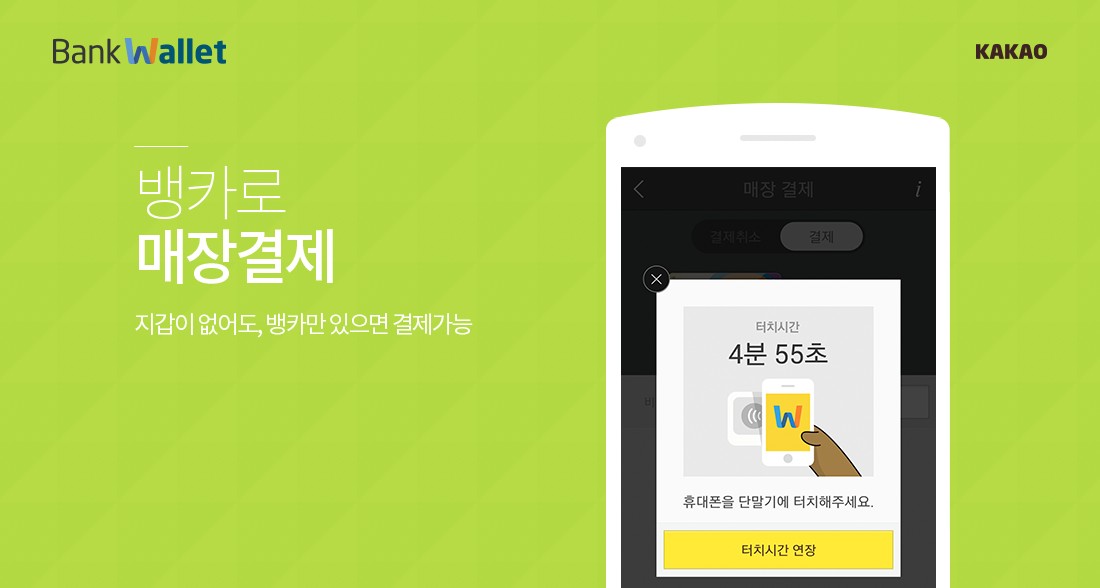 BankWallet
KAKAO
뱅카로
매장결제
지갑이 없어도, 뱅카만 있으면 결제가능
매장 결제
i
결제취소
결제
터치시간
4분 55초
W
휴대폰을 단말기에 터치해주세요.
터치시간 연장